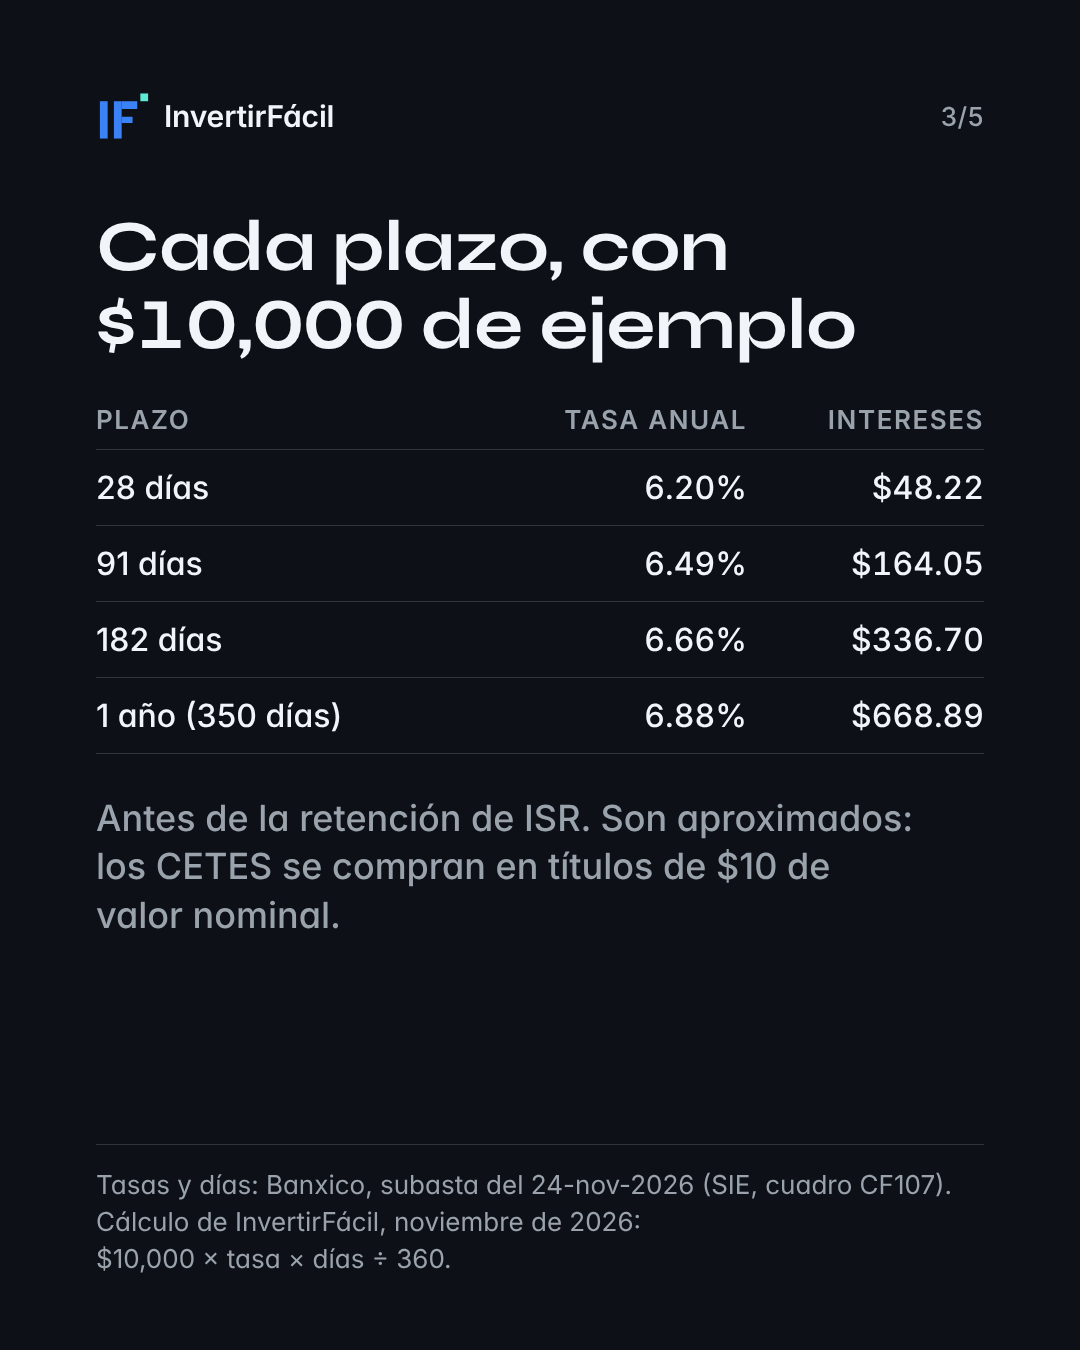 IF InvertirFácil 3/5
Cada plazo, con
$10,000 de ejemplo
PLAZO TASA ANUAL INTERESES
28 días 6.20% $48.22
91 días 6.49% $164.05
182 días 6.66% $336.70
1 año (350 días) 6.88% $668.89
Antes de la retención de ISR. Son aproximados:
los CETES se compran en títulos de $10 de
valor nominal.
Tasas y días: Banxico, subasta del 24-nov-2026 (SIE, cuadro CF107).
Cálculo de InvertirFácil, noviembre de 2026:
$10,000 × tasa × días ÷ 360.